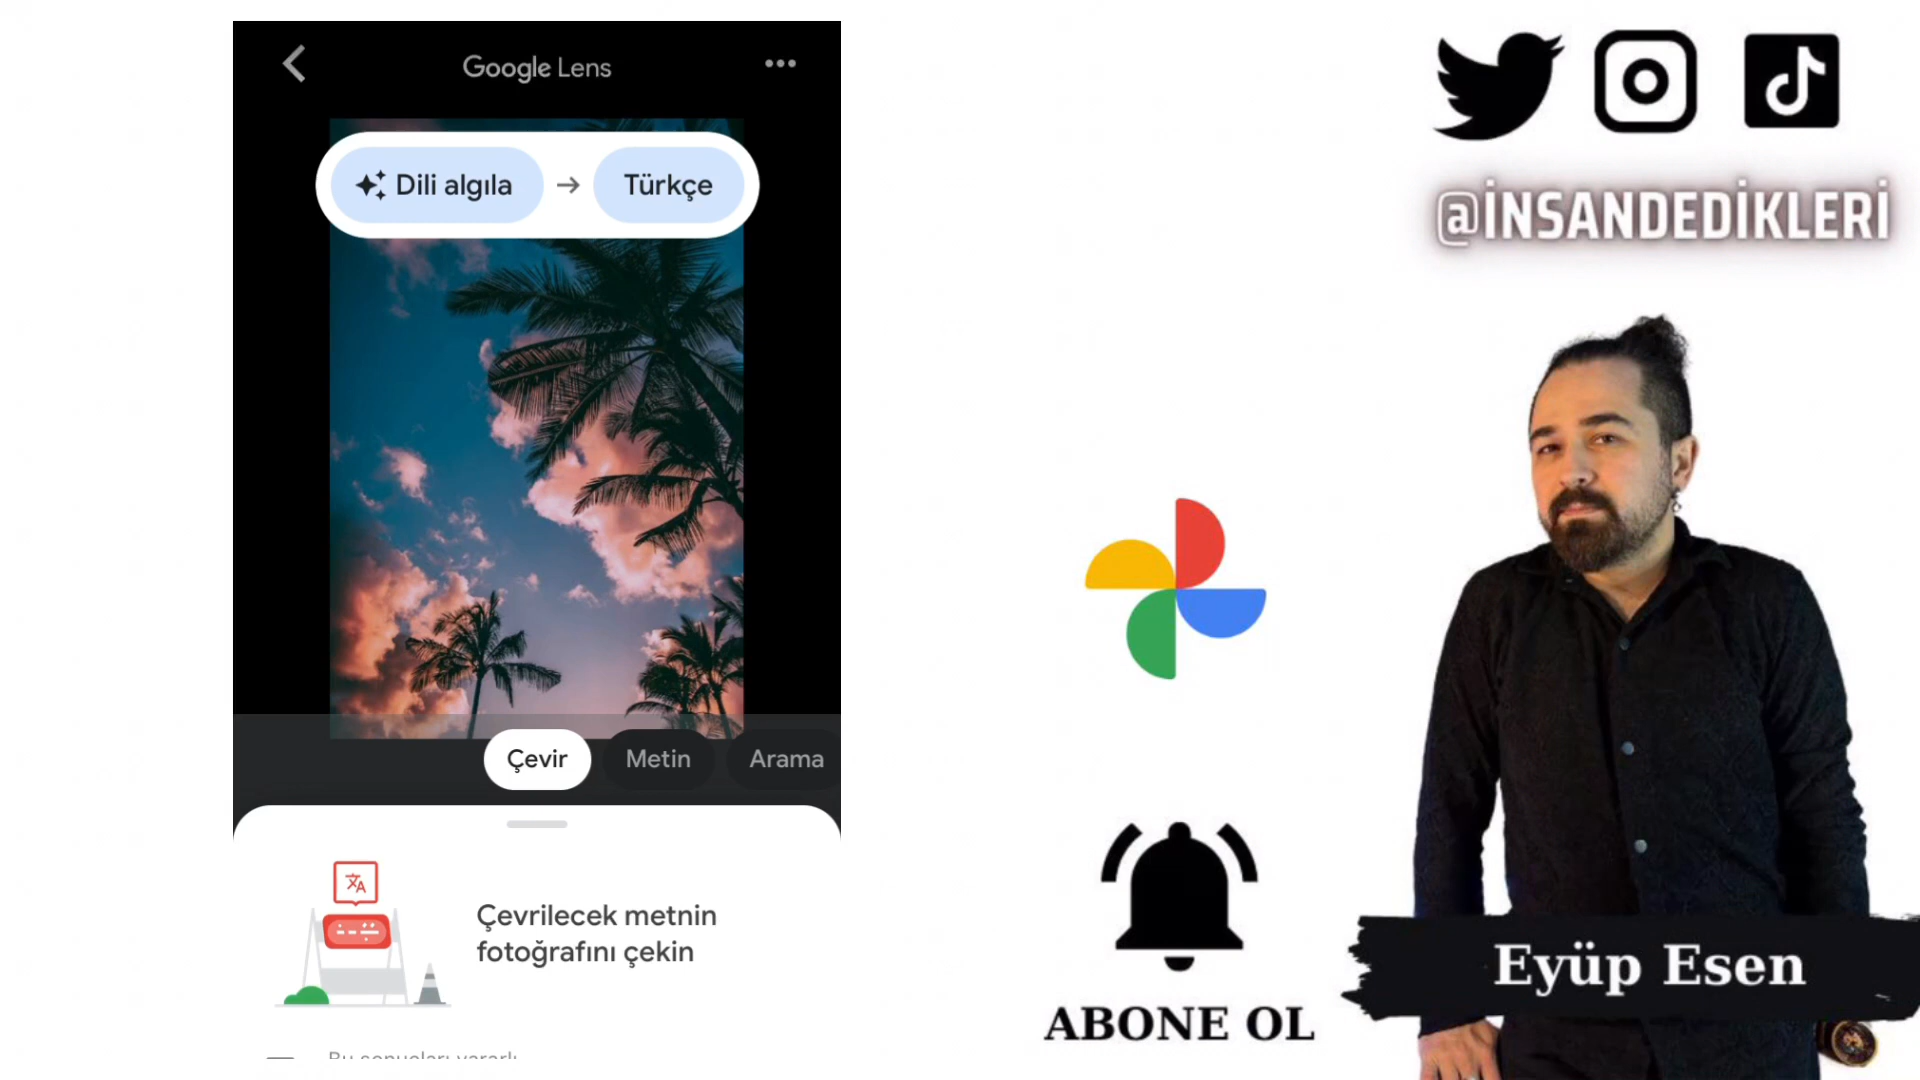 Google Lens
Dili algıla → Türkçe
Çevir
Metin
Arama
Çevrilecek metnin
fotoğrafını çekin
@İNSANDEDİKLERİ
ABONE OL
Eyüp Esen